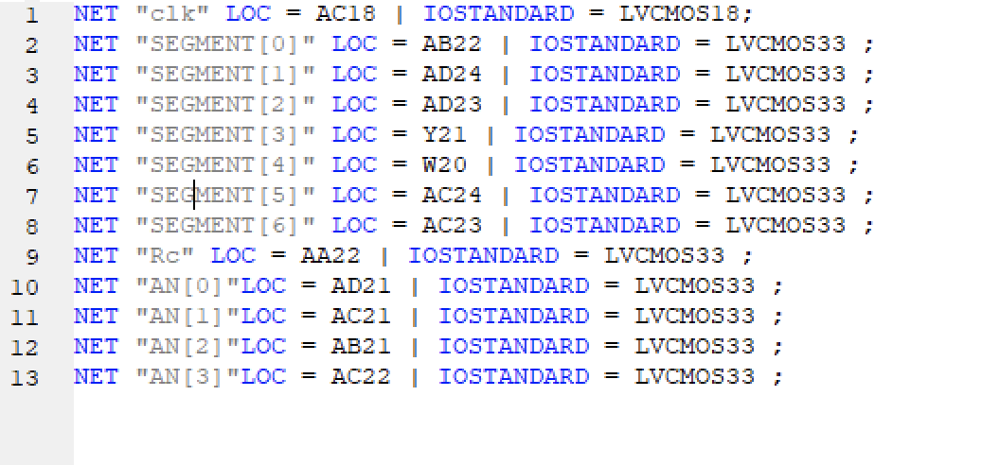 1 NET "clk" LOC = AC18 | IOSTANDARD = LVCMOS18;
2 NET "SEGMENT[0]" LOC = AB22 | IOSTANDARD = LVCMOS33 ;
3 NET "SEGMENT[1]" LOC = AD24 | IOSTANDARD = LVCMOS33 ;
4 NET "SEGMENT[2]" LOC = AD23 | IOSTANDARD = LVCMOS33 ;
5 NET "SEGMENT[3]" LOC = Y21 | IOSTANDARD = LVCMOS33 ;
6 NET "SEGMENT[4]" LOC = W20 | IOSTANDARD = LVCMOS33 ;
7 NET "SEGMENT[5]" LOC = AC24 | IOSTANDARD = LVCMOS33 ;
8 NET "SEGMENT[6]" LOC = AC23 | IOSTANDARD = LVCMOS33 ;
9 NET "Rc" LOC = AA22 | IOSTANDARD = LVCMOS33 ;
10 NET "AN[0]"LOC = AD21 | IOSTANDARD = LVCMOS33 ;
11 NET "AN[1]"LOC = AC21 | IOSTANDARD = LVCMOS33 ;
12 NET "AN[2]"LOC = AB21 | IOSTANDARD = LVCMOS33 ;
13 NET "AN[3]"LOC = AC22 | IOSTANDARD = LVCMOS33 ;